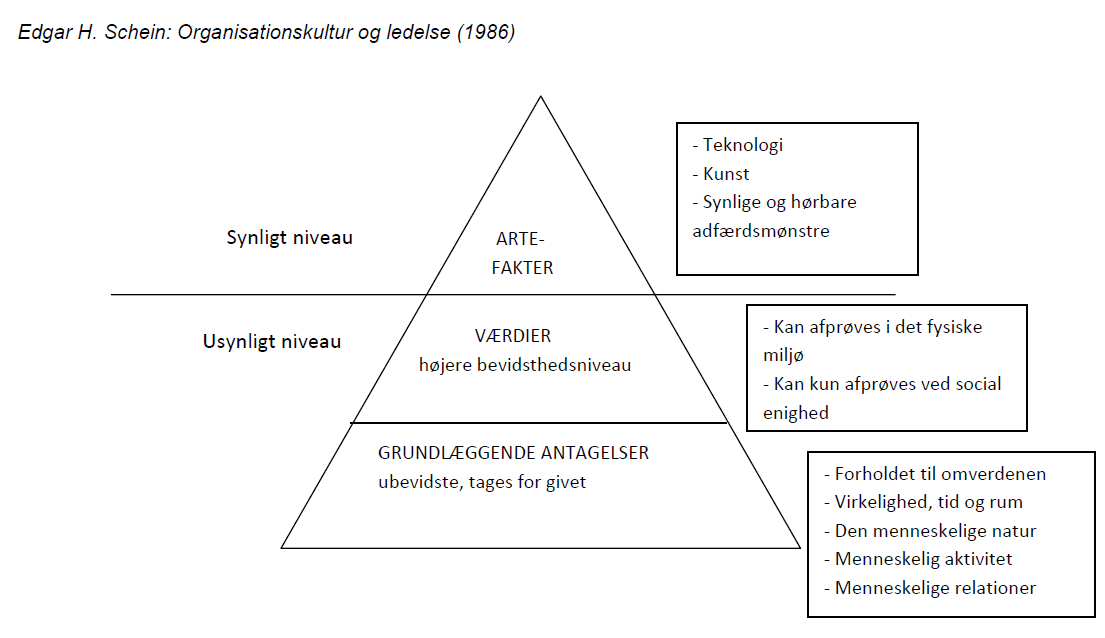 Edgar H. Schein: Organisationskultur og ledelse (1986)
- Teknologi
- Kunst
- Synlige og hørbare
adfærdsmønstre
Synligt niveau
ARTE-
FAKTER
Usynligt niveau
VÆRDIER
højere bevidsthedsniveau
- Kan afprøves i det fysiske
miljø
- Kan kun afprøves ved social
enighed
GRUNDLÆGGENDE ANTAGELSER
ubevidste, tages for givet
- Forholdet til omverdenen
- Virkelighed, tid og rum
- Den menneskelige natur
- Menneskelig aktivitet
- Menneskelige relationer